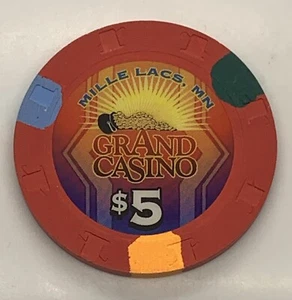 MILLE LACS, MN
GRAND
CASINO
$5